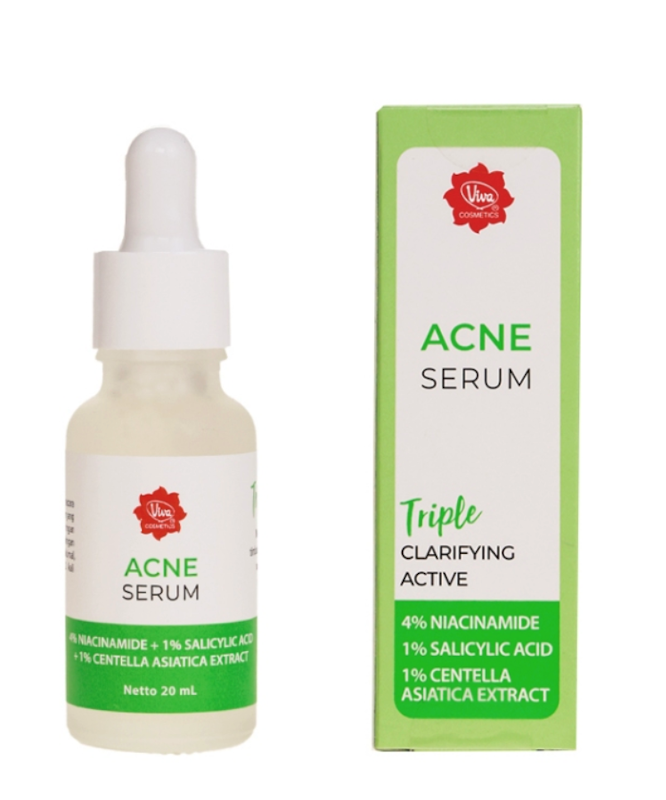 Viva
COSMETICS
ACNE
SERUM
4% NIACINAMIDE + 1% SALICYLIC ACID
+ 1% CENTELLA ASIATICA EXTRACT
Netto 20 mL
Viva
COSMETICS
ACNE
SERUM
Triple
CLARIFYING
ACTIVE
4% NIACINAMIDE
1% SALICYLIC ACID
1% CENTELLA
ASIATICA EXTRACT